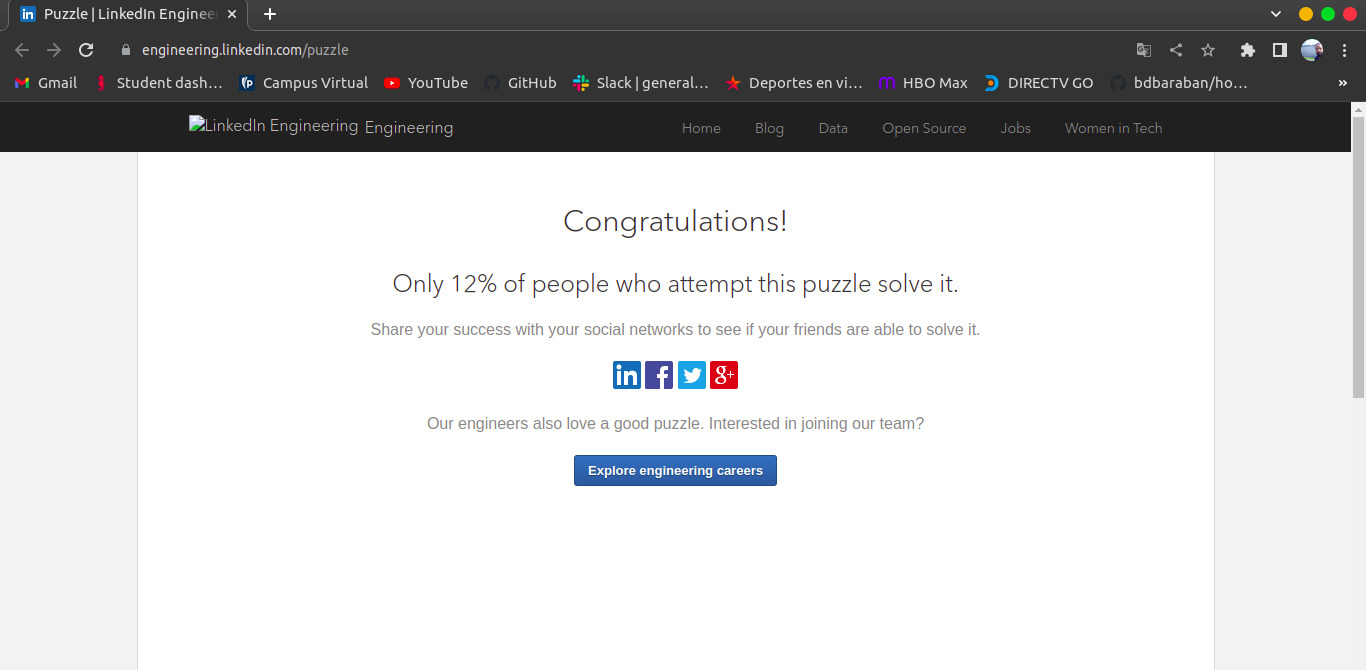 Puzzle | LinkedIn Enginee
engineering.linkedin.com/puzzle
Gmail Student dash... Campus Virtual YouTube GitHub Slack | general... Deportes en vi... HBO Max DIRECTV GO bdbaraban/ho... »
LinkedIn Engineering Engineering Home Blog Data Open Source Jobs Women in Tech
Congratulations!
Only 12% of people who attempt this puzzle solve it.
Share your success with your social networks to see if your friends are able to solve it.
in f g+
Our engineers also love a good puzzle. Interested in joining our team?
Explore engineering careers